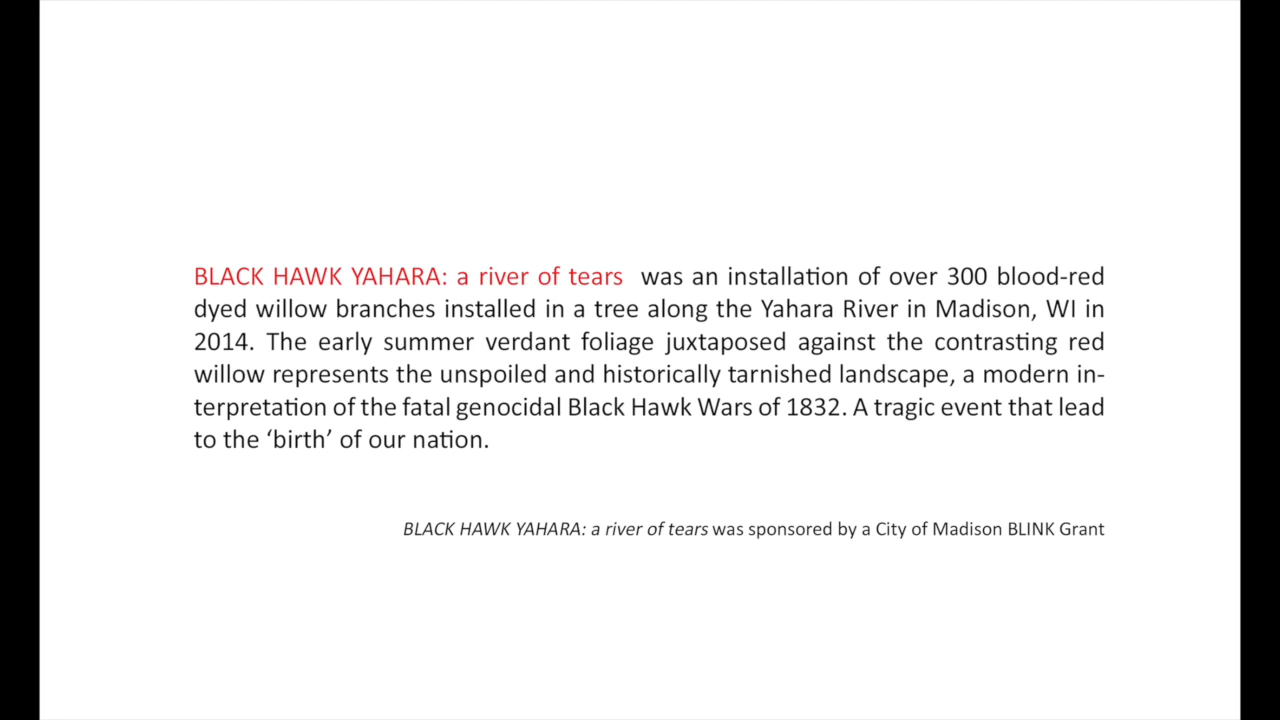 BLACK HAWK YAHARA: a river of tears was an installation of over 300 blood-red
dyed willow branches installed in a tree along the Yahara River in Madison, WI in
2014. The early summer verdant foliage juxtaposed against the contrasting red
willow represents the unspoiled and historically tarnished landscape, a modern in-
terpretation of the fatal genocidal Black Hawk Wars of 1832. A tragic event that lead
to the ‘birth’ of our nation.
BLACK HAWK YAHARA: a river of tears was sponsored by a City of Madison BLINK Grant